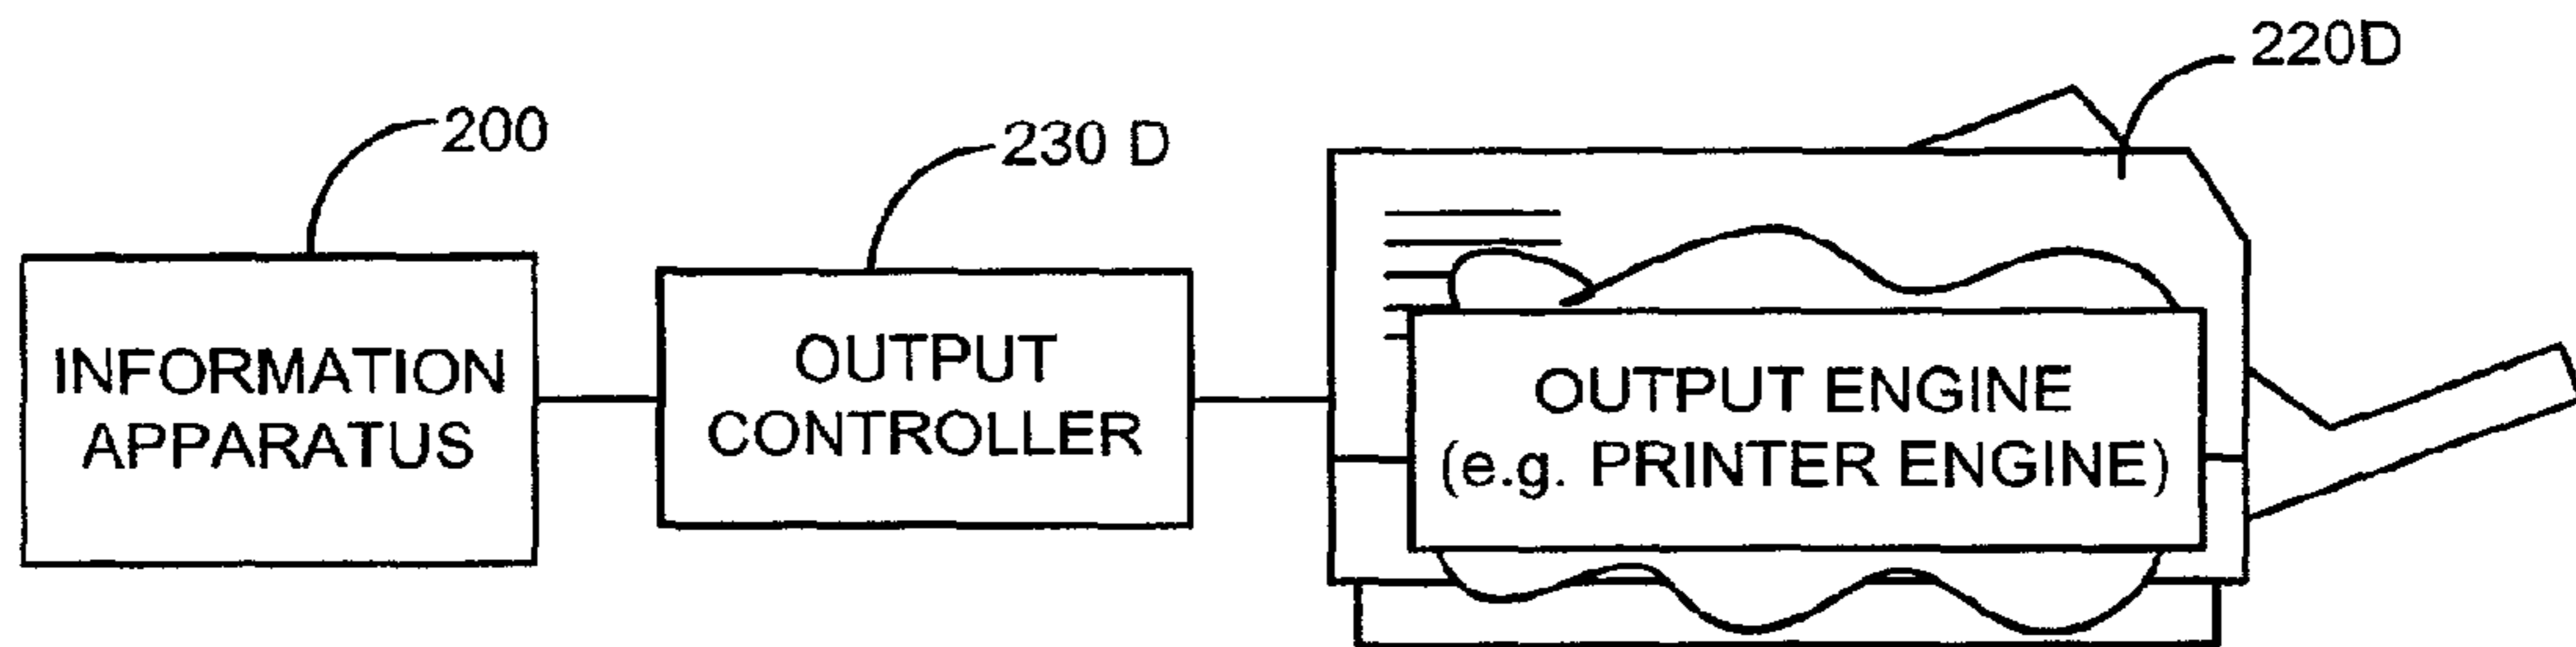 220D
200
230 D
INFORMATION
APPARATUS
OUTPUT
CONTROLLER
OUTPUT ENGINE
(e.g. PRINTER ENGINE)